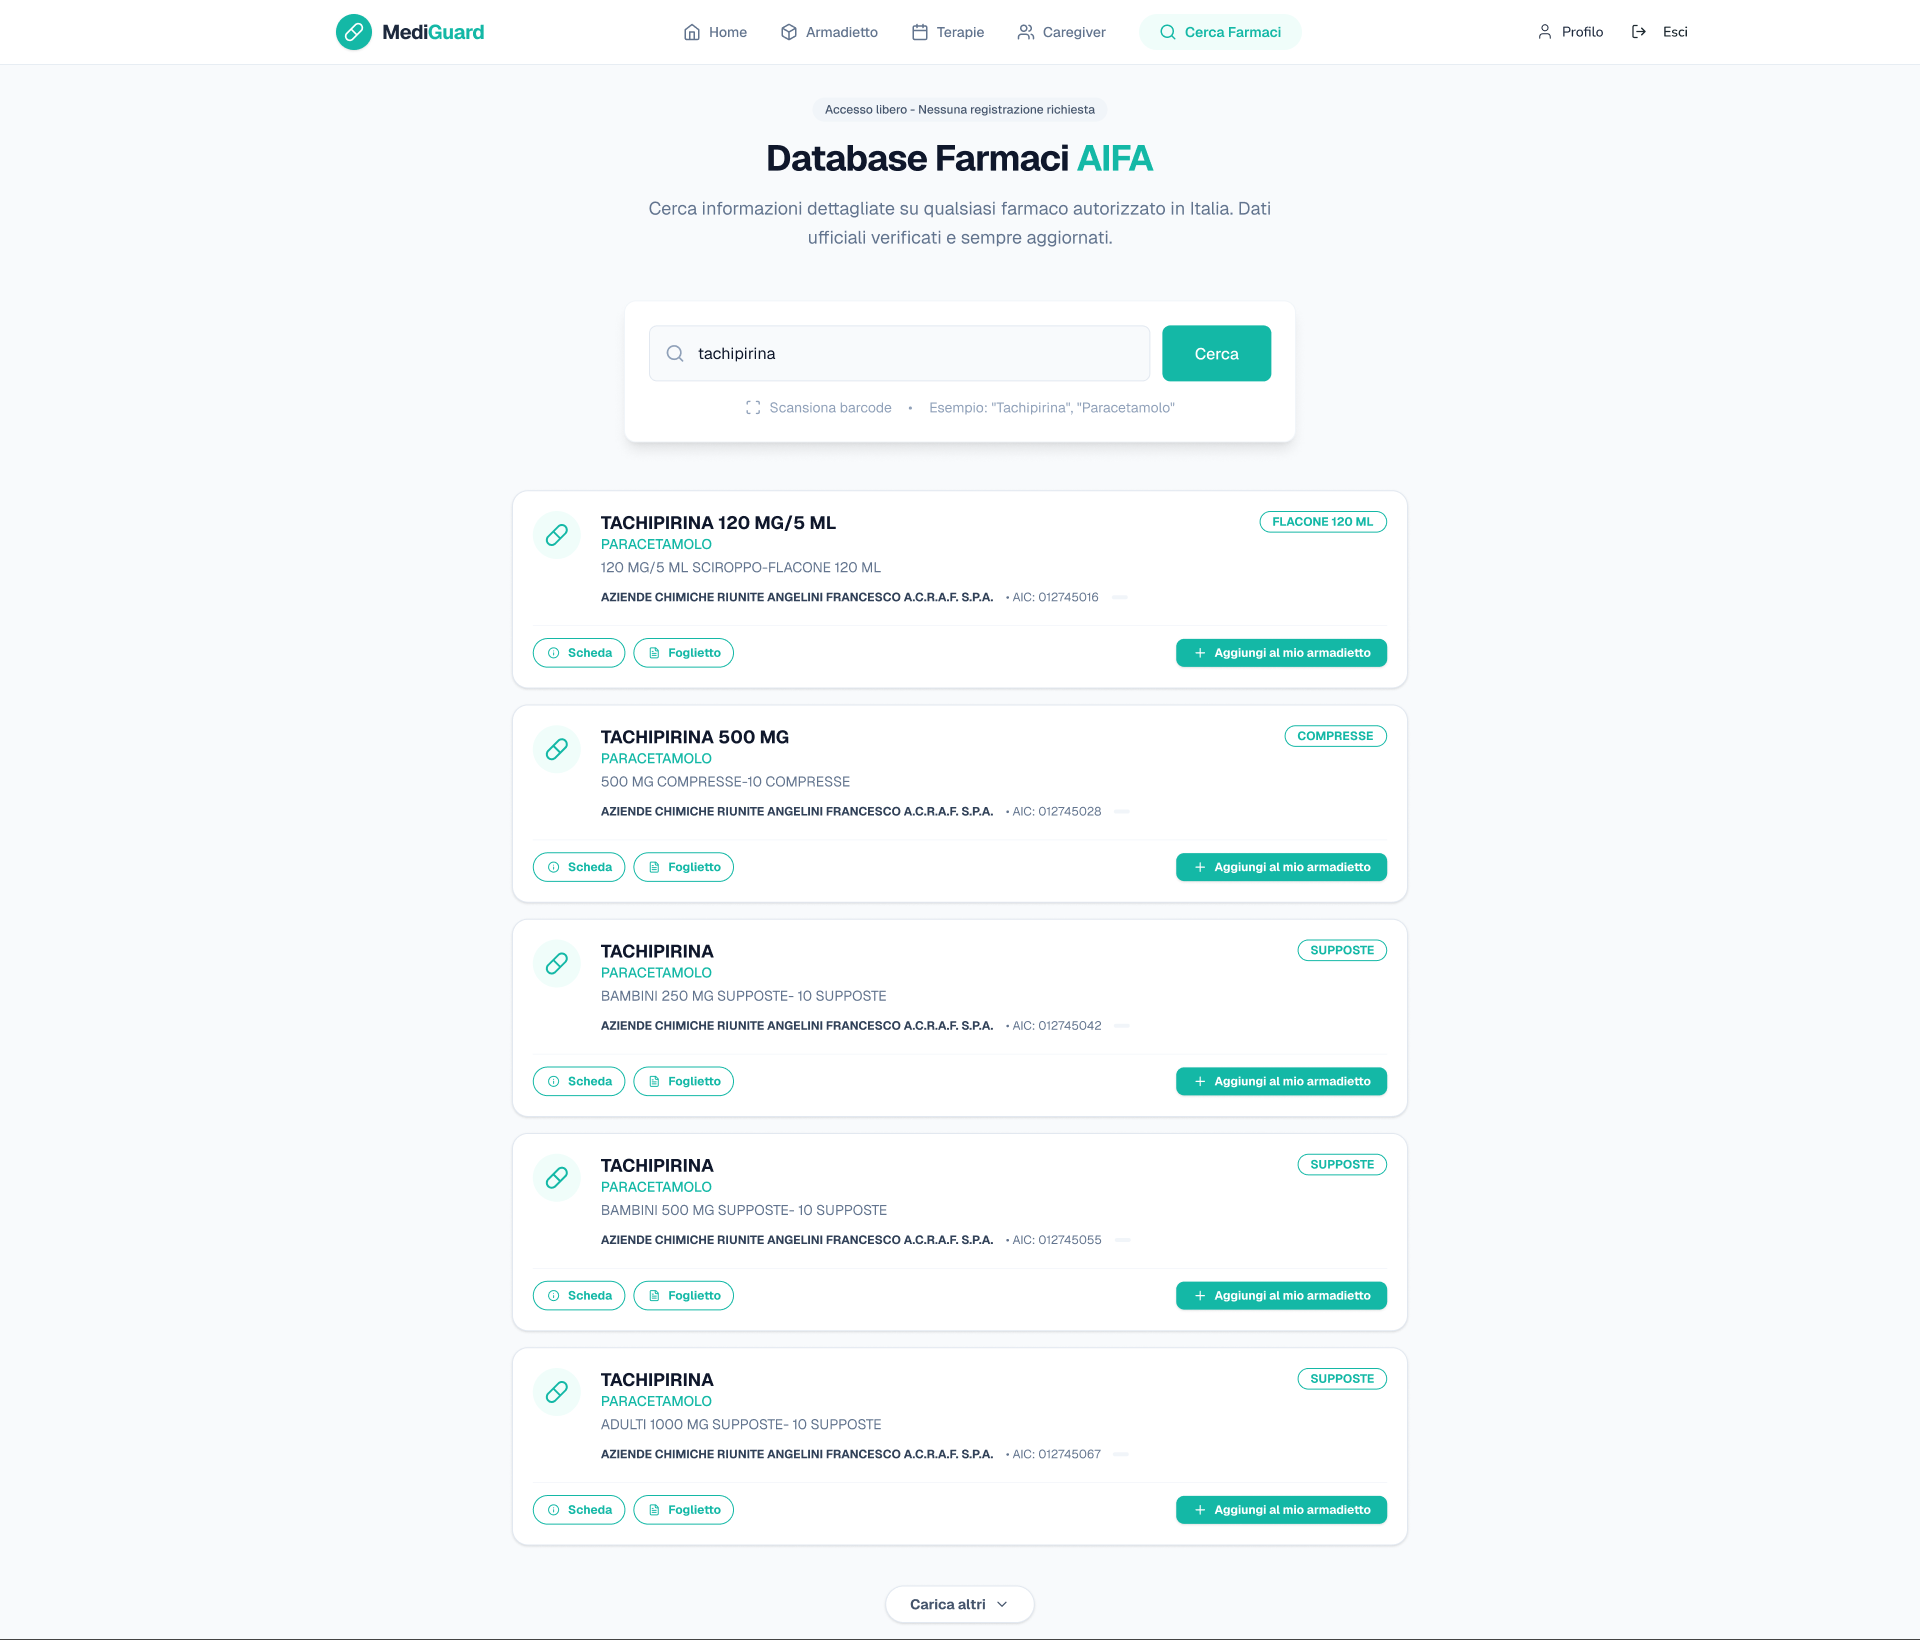 MediGuard
Home
Armadietto
Terapie
Caregiver
Cerca Farmaci
Profilo
Esci
Accesso libero - Nessuna registrazione richiesta
Database Farmaci AIFA
Cerca informazioni dettagliate su qualsiasi farmaco autorizzato in Italia. Dati
ufficiali verificati e sempre aggiornati.
tachipirina
Cerca
Scansiona barcode • Esempio: "Tachipirina", "Paracetamolo"
TACHIPIRINA 120 MG/5 ML
FLACONE 120 ML
PARACETAMOLO
120 MG/5 ML SCIROPPO-FLACONE 120 ML
AZIENDE CHIMICHE RIUNITE ANGELINI FRANCESCO A.C.R.A.F. S.P.A. • AIC: 012745016
Scheda
Foglietto
Aggiungi al mio armadietto
TACHIPIRINA 500 MG
COMPRESSE
PARACETAMOLO
500 MG COMPRESSE-10 COMPRESSE
AZIENDE CHIMICHE RIUNITE ANGELINI FRANCESCO A.C.R.A.F. S.P.A. • AIC: 012745028
Scheda
Foglietto
Aggiungi al mio armadietto
TACHIPIRINA
SUPPOSTE
PARACETAMOLO
BAMBINI 250 MG SUPPOSTE- 10 SUPPOSTE
AZIENDE CHIMICHE RIUNITE ANGELINI FRANCESCO A.C.R.A.F. S.P.A. • AIC: 012745042
Scheda
Foglietto
Aggiungi al mio armadietto
TACHIPIRINA
SUPPOSTE
PARACETAMOLO
BAMBINI 500 MG SUPPOSTE- 10 SUPPOSTE
AZIENDE CHIMICHE RIUNITE ANGELINI FRANCESCO A.C.R.A.F. S.P.A. • AIC: 012745055
Scheda
Foglietto
Aggiungi al mio armadietto
TACHIPIRINA
SUPPOSTE
PARACETAMOLO
ADULTI 1000 MG SUPPOSTE- 10 SUPPOSTE
AZIENDE CHIMICHE RIUNITE ANGELINI FRANCESCO A.C.R.A.F. S.P.A. • AIC: 012745067
Scheda
Foglietto
Aggiungi al mio armadietto
Carica altri